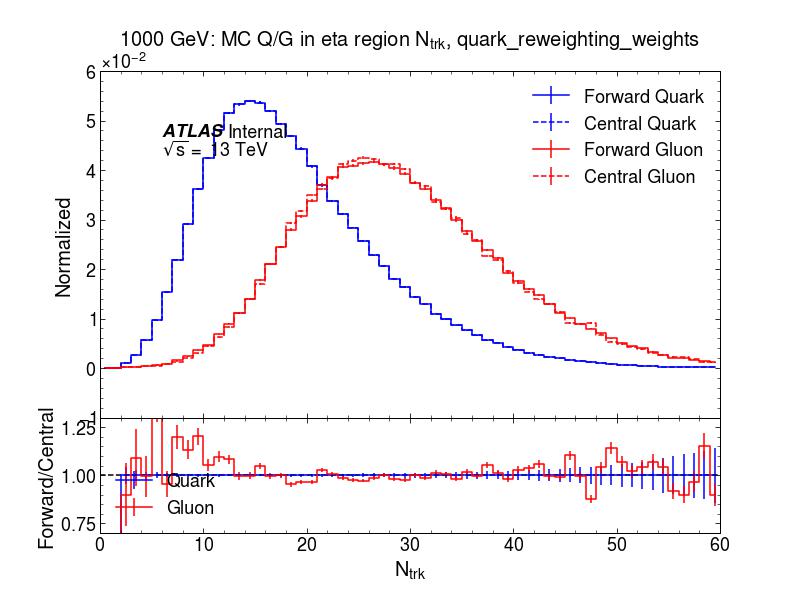 1000 GeV: MC Q/G in eta region N_trk, quark_reweighting_weights
×10⁻²
6
5
4
3
2
1
0
−1
Normalized
ATLAS Internal
√s = 13 TeV
Forward Quark
Central Quark
Forward Gluon
Central Gluon
1.25
1.00
0.75
Forward/Central
Quark
Gluon
0 10 20 30 40 50 60
N_trk